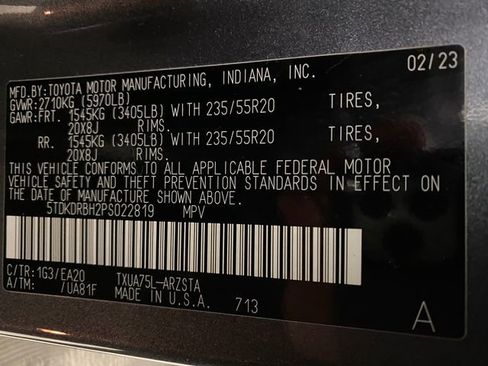 02/23
MFD.BY:TOYOTA MOTOR MANUFACTURING, INDIANA, INC.
GVWR:2710KG (5970LB)
GAWR:FRT. 1545KG (3405LB) WITH 235/55R20 TIRES,
20X8J RIMS.
RR. 1545KG (3405LB) WITH 235/55R20 TIRES,
20X8J RIMS.
THIS VEHICLE CONFORMS TO ALL APPLICABLE FEDERAL MOTOR
VEHICLE SAFETY AND THEFT PREVENTION STANDARDS IN EFFECT ON
THE DATE OF MANUFACTURE SHOWN ABOVE.
5TDKDRBH2PS022819 MPV
C/TR:1G3/EA20 TXUA75L-ARZSTA
A/TM: /UA81F MADE IN U.S.A. 713
A